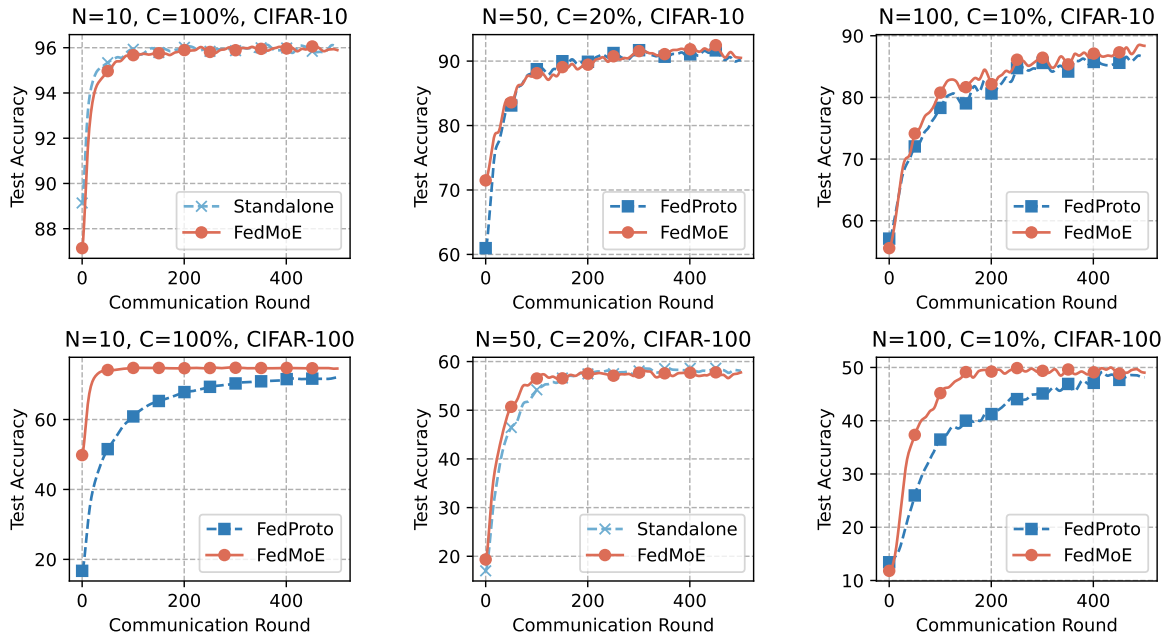 N=10, C=100%, CIFAR-10
96
94
92
90
88
Test Accuracy
Standalone
FedMoE
0
200
400
Communication Round
N=50, C=20%, CIFAR-10
90
80
70
60
Test Accuracy
FedProto
FedMoE
0
200
400
Communication Round
N=100, C=10%, CIFAR-10
90
80
70
60
Test Accuracy
FedProto
FedMoE
0
200
400
Communication Round
N=10, C=100%, CIFAR-100
60
40
20
Test Accuracy
FedProto
FedMoE
0
200
400
Communication Round
N=50, C=20%, CIFAR-100
60
50
40
30
20
Test Accuracy
Standalone
FedMoE
0
200
400
Communication Round
N=100, C=10%, CIFAR-100
50
40
30
20
10
Test Accuracy
FedProto
FedMoE
0
200
400
Communication Round